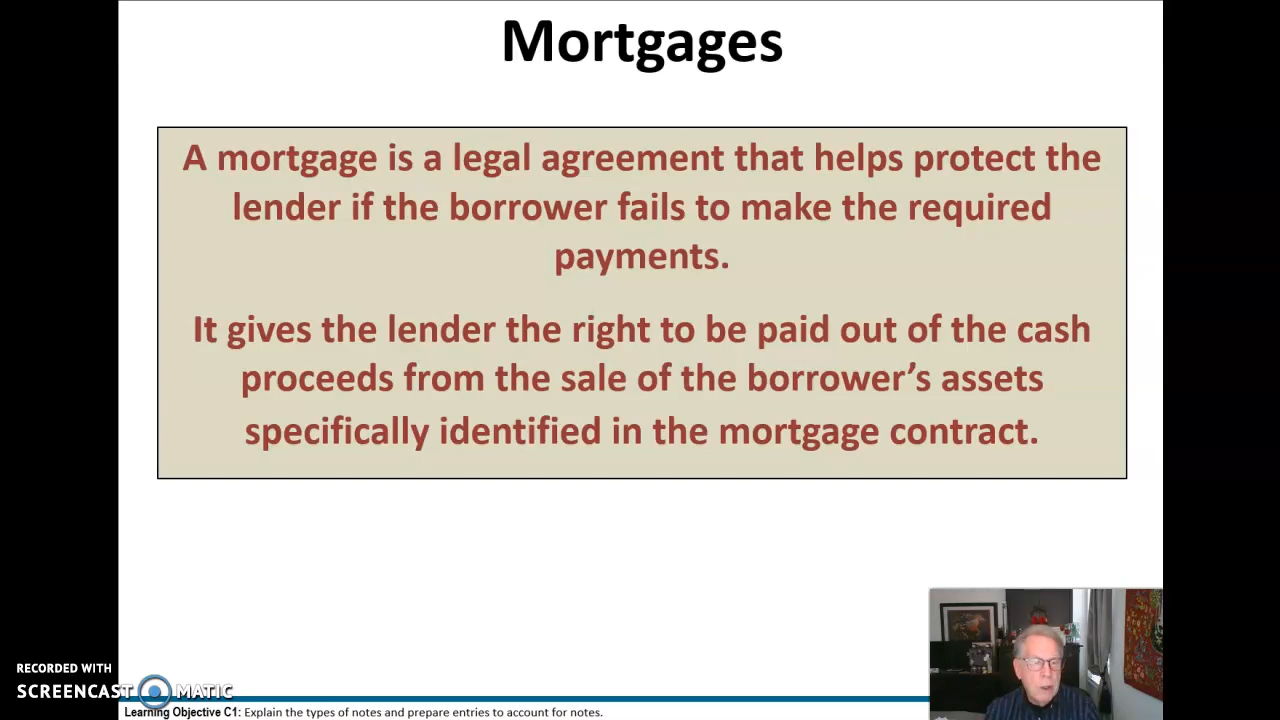 Mortgages
A mortgage is a legal agreement that helps protect the
lender if the borrower fails to make the required
payments.
It gives the lender the right to be paid out of the cash
proceeds from the sale of the borrower’s assets
specifically identified in the mortgage contract.
RECORDED WITH
SCREENCAST MATIC
Learning Objective C1: Explain the types of notes and prepare entries to account for notes.